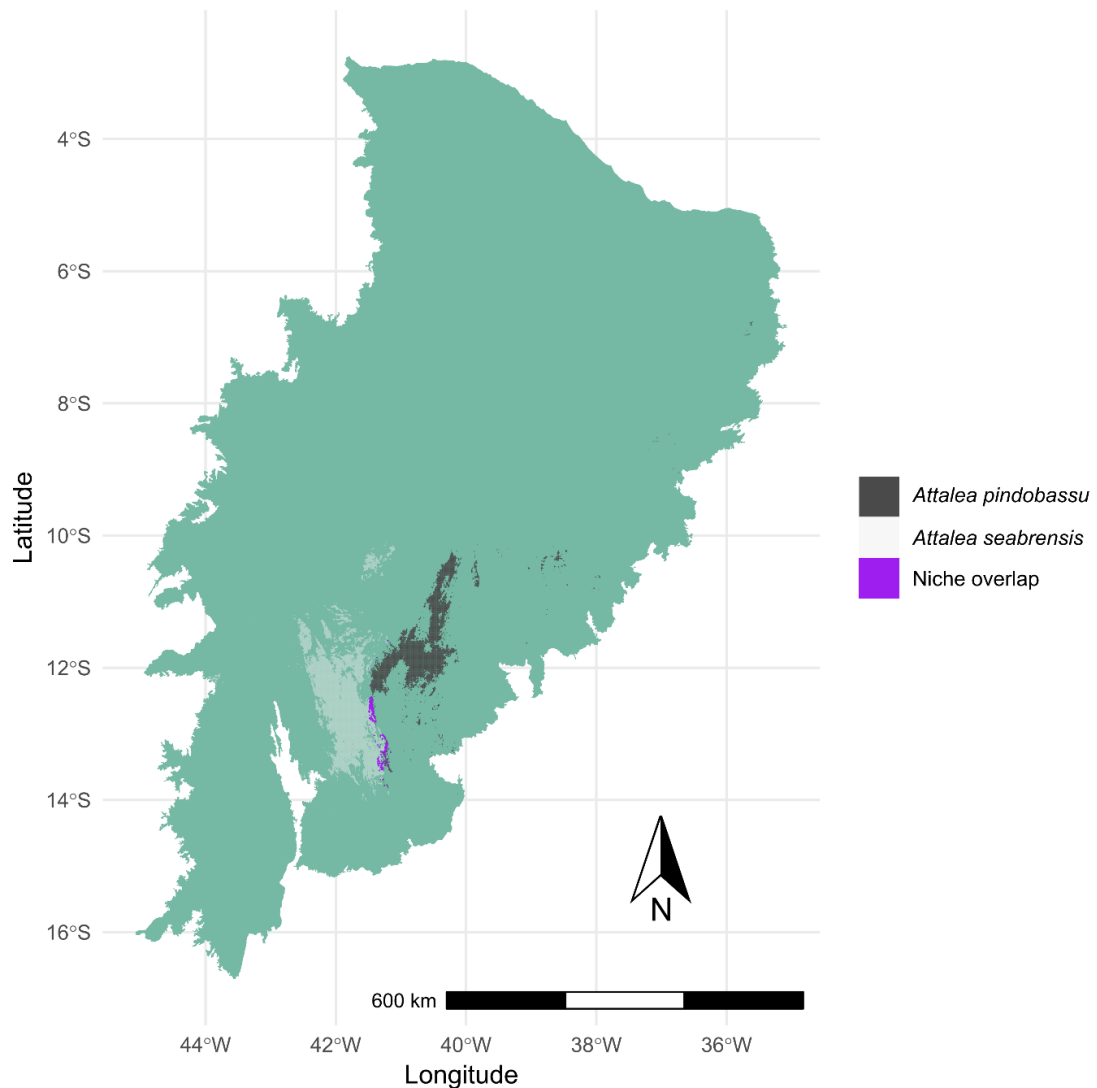 4°S
6°S
8°S
10°S
12°S
14°S
16°S
Latitude
Attalea pindobassu
Attalea seabrensis
Niche overlap
N
600 km
44°W
42°W
40°W
38°W
36°W
Longitude